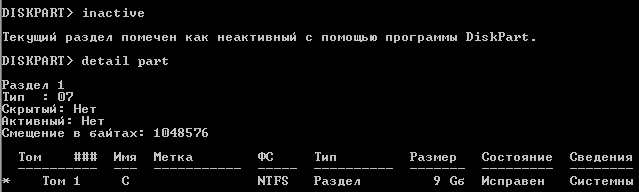 DISKPART> inactive
Текущий раздел помечен как неактивный с помощью программы DiskPart.
DISKPART> detail part
Раздел 1
Тип : 07
Скрытый: Нет
Активный: Нет
Смещение в байтах: 1048576
Том ### Имя Метка ФС Тип Размер Состояние Сведения
---------- --- ----------- ----- ---------- ------- --------- --------
* Том 1 C NTFS Раздел 9 Gб Исправен Системны